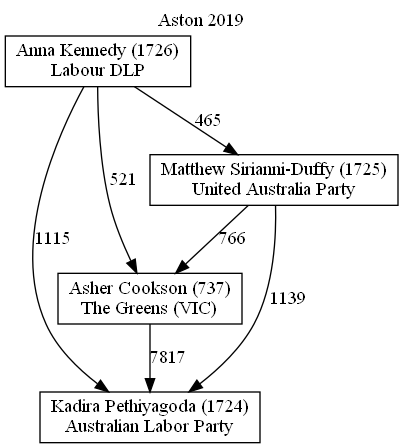 Aston 2019
Anna Kennedy (1726)
Labour DLP
465
Matthew Sirianni-Duffy (1725)
United Australia Party
521
1115
766
Asher Cookson (737)
The Greens (VIC)
1139
7817
Kadira Pethiyagoda (1724)
Australian Labor Party